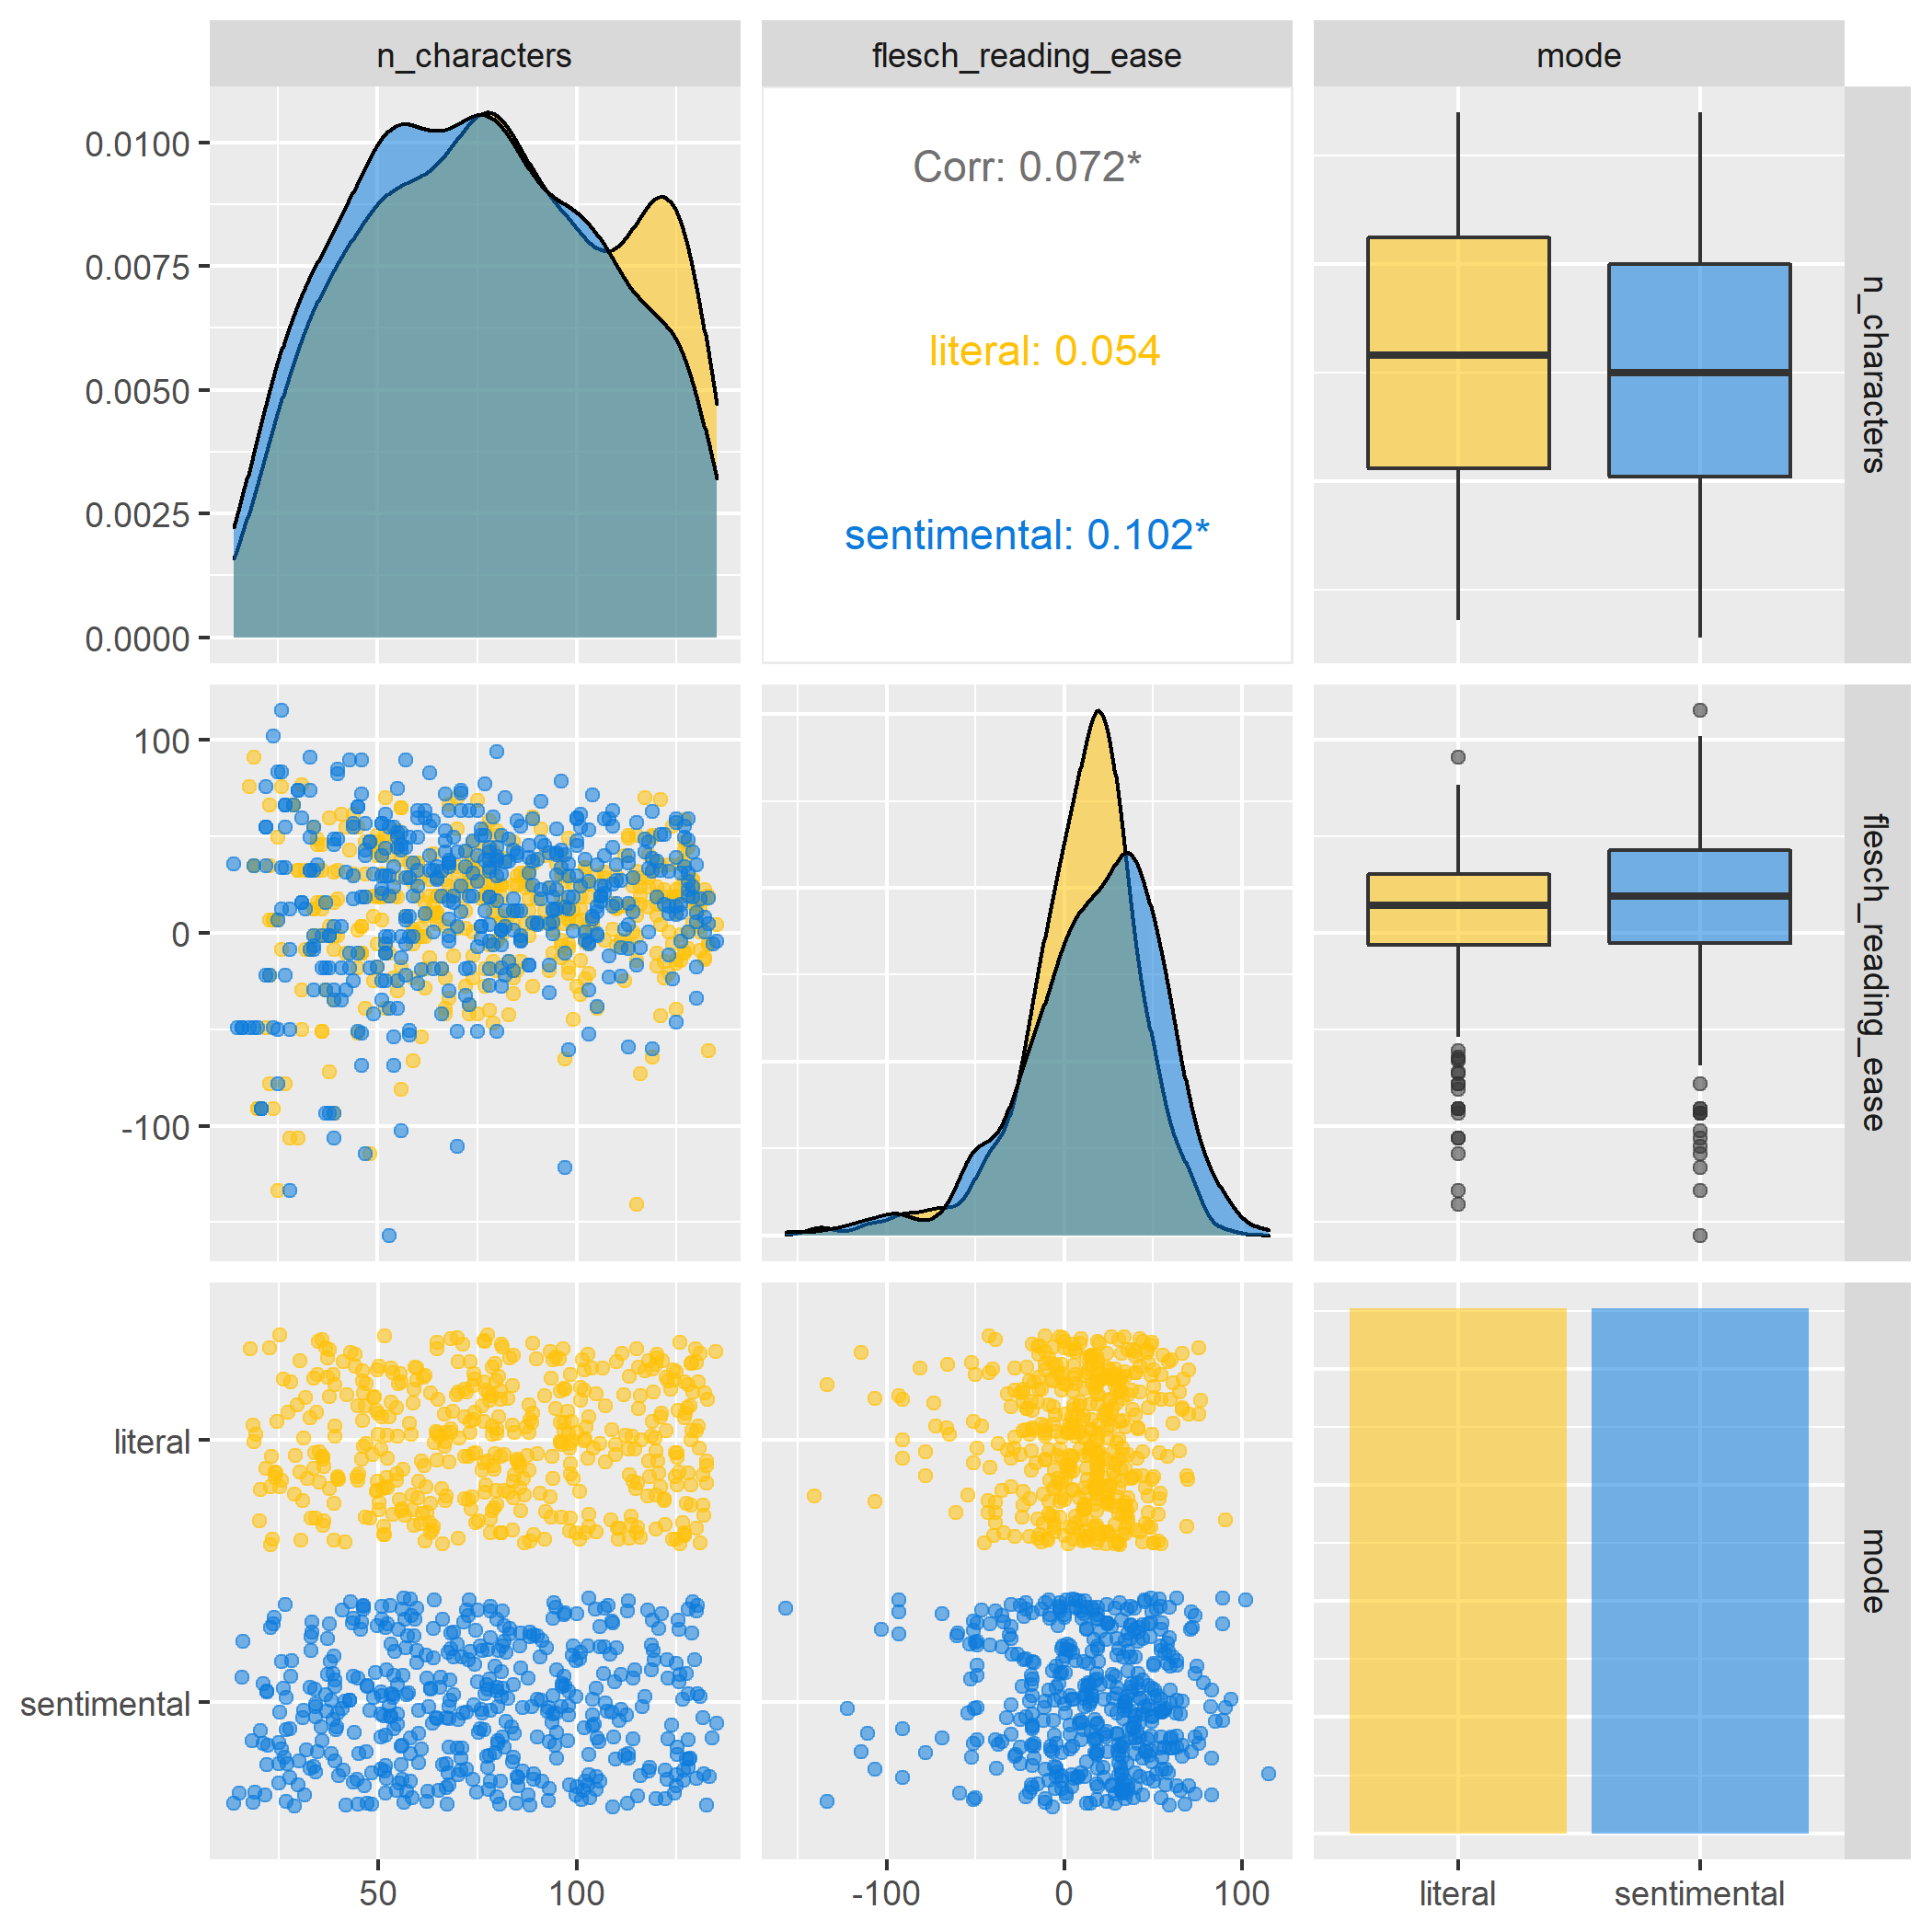 n_characters
flesch_reading_ease
mode
0.0100
0.0075
0.0050
0.0025
0.0000
Corr: 0.072*
literal: 0.054
sentimental: 0.102*
n_characters
100
0
-100
flesch_reading_ease
literal
sentimental
mode
50
100
-100
0
100
literal
sentimental